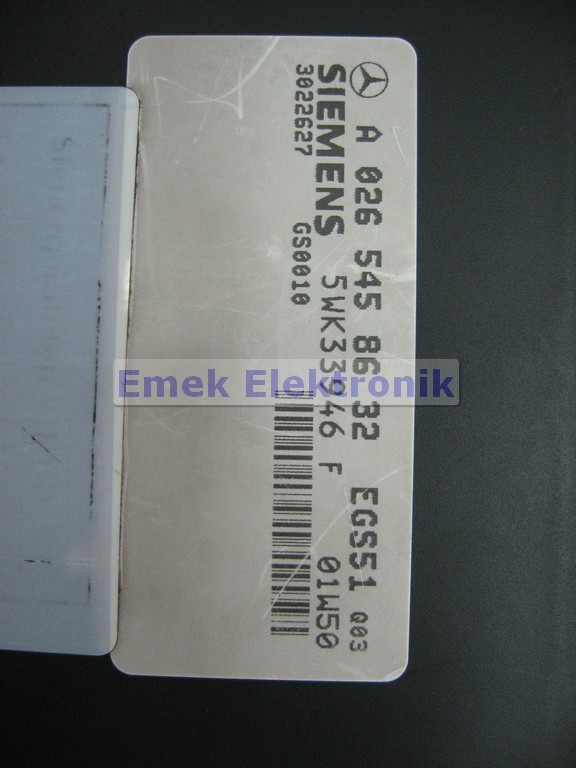 A 026 545 86 32 EGS51 Q03
SIEMENS 5WK33946 F 01W50
3022627 GS0010
Emek Elektronik